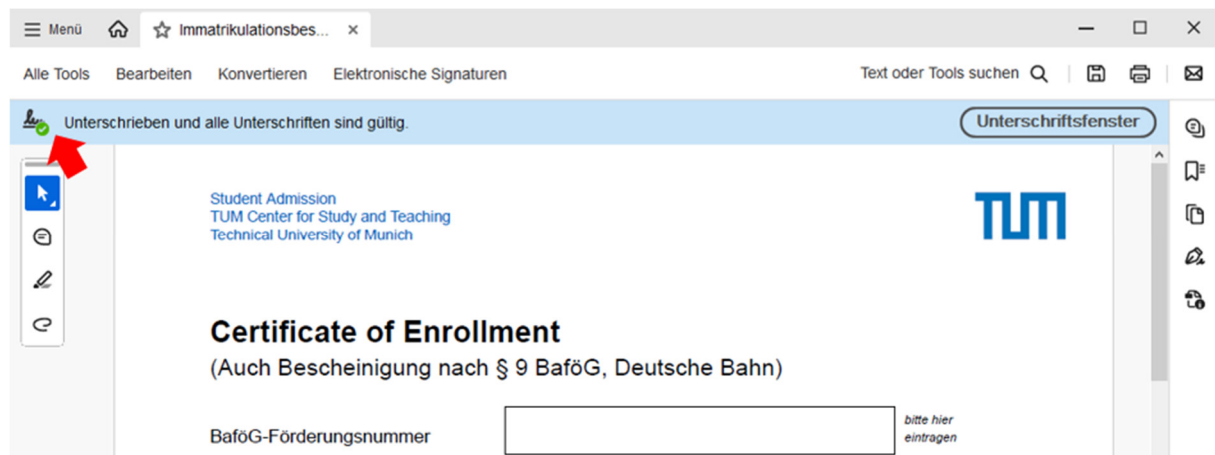 Menü
Immatrikulationsbes...
Alle Tools Bearbeiten Konvertieren Elektronische Signaturen Text oder Tools suchen
Unterschrieben und alle Unterschriften sind gültig. Unterschriftsfenster
Student Admission
TUM Center for Study and Teaching
Technical University of Munich
TUM
Certificate of Enrollment
(Auch Bescheinigung nach § 9 BaföG, Deutsche Bahn)
BaföG-Förderungsnummer
bitte hier
eintragen